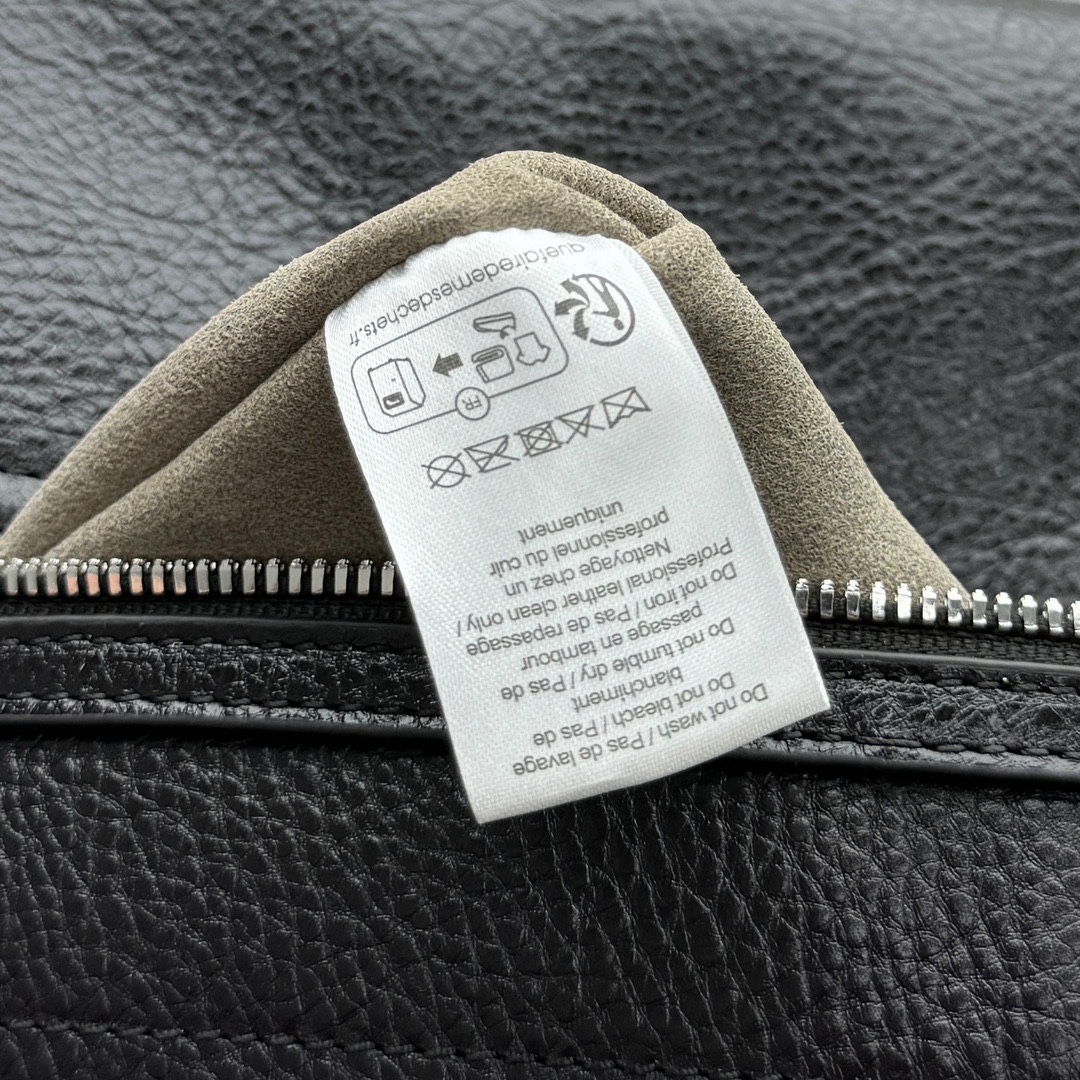 Do not wash / Pas de lavage
Do not bleach / Pas de
blanchiment
Do not tumble dry / Pas de
passage en tambour
Do not iron / Pas de repassage
Professional leather clean only /
Nettoyage chez un
professionnel du cuir
uniquement
FR
quefairedemesdechets.fr